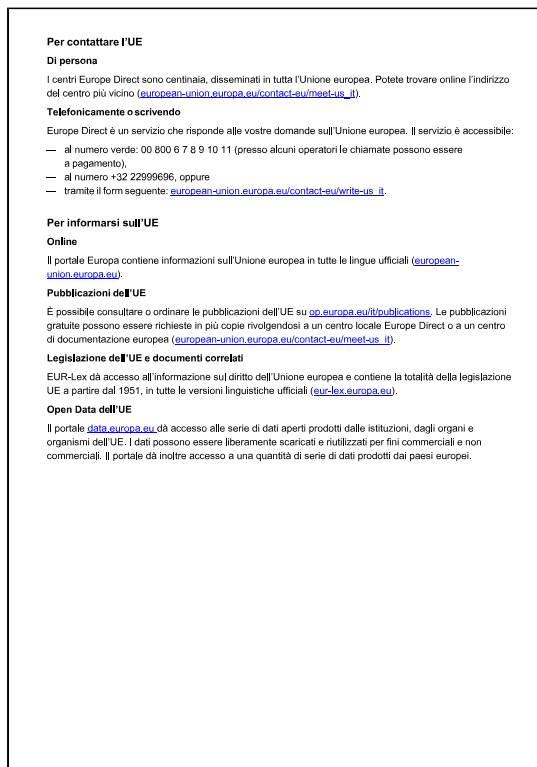 Per contattare l'UE
Di persona
I centri Europe Direct sono centinaia, disseminati in tutta l'Unione europea. Potete trovare online l'indirizzo
del centro più vicino (european-union.europa.eu/contact-eu/meet-us_it).
Telefonicamente o scrivendo
Europe Direct è un servizio che risponde alle vostre domande sull'Unione europea. Il servizio è accessibile:
— al numero verde: 00 800 6 7 8 9 10 11 (presso alcuni operatori le chiamate possono essere
a pagamento),
— al numero +32 22999696, oppure
— tramite il form seguente: european-union.europa.eu/contact-eu/write-us_it.
Per informarsi sull'UE
Online
Il portale Europa contiene informazioni sull'Unione europea in tutte le lingue ufficiali (european-
union.europa.eu).
Pubblicazioni dell'UE
È possibile consultare o ordinare le pubblicazioni dell'UE su op.europa.eu/it/publications. Le pubblicazioni
gratuite possono essere richieste in più copie rivolgendosi a un centro locale Europe Direct o a un centro
di documentazione europea (european-union.europa.eu/contact-eu/meet-us_it).
Legislazione dell'UE e documenti correlati
EUR-Lex dà accesso all'informazione sul diritto dell'Unione europea e contiene la totalità della legislazione
UE a partire dal 1951, in tutte le versioni linguistiche ufficiali (eur-lex.europa.eu).
Open Data dell'UE
Il portale data.europa.eu dà accesso alle serie di dati aperti prodotti dalle istituzioni, dagli organi e
organismi dell'UE. I dati possono essere liberamente scaricati e riutilizzati per fini commerciali e non
commerciali. Il portale dà inoltre accesso a una quantità di serie di dati prodotti dai paesi europei.